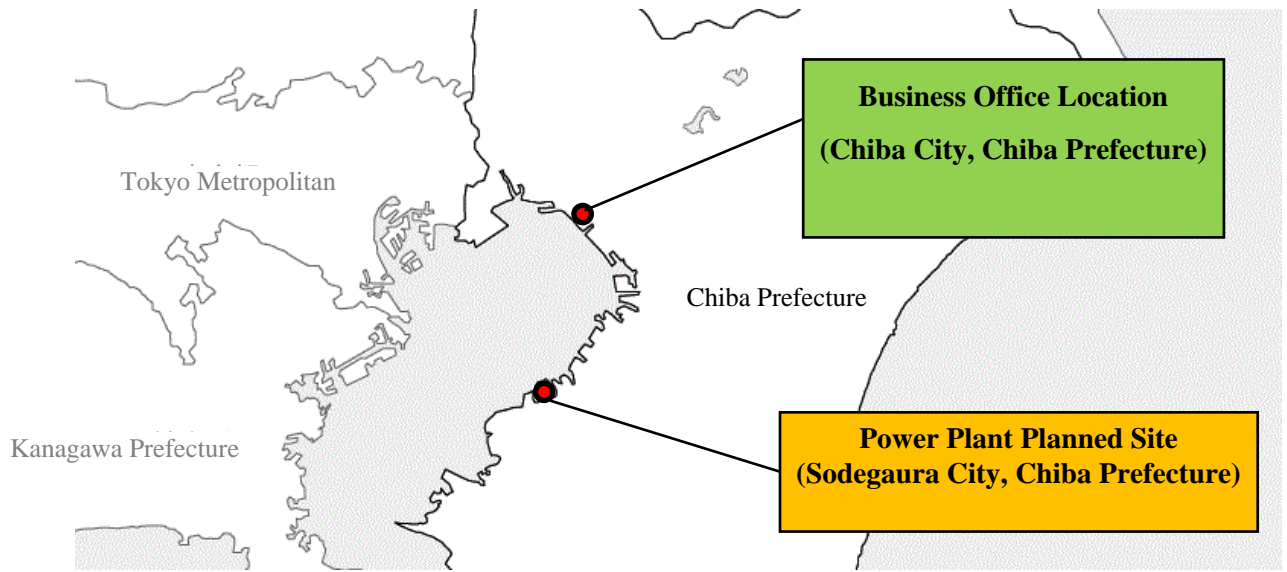 Business Office Location
(Chiba City, Chiba Prefecture)
Tokyo Metropolitan
Chiba Prefecture
Kanagawa Prefecture
Power Plant Planned Site
(Sodegaura City, Chiba Prefecture)